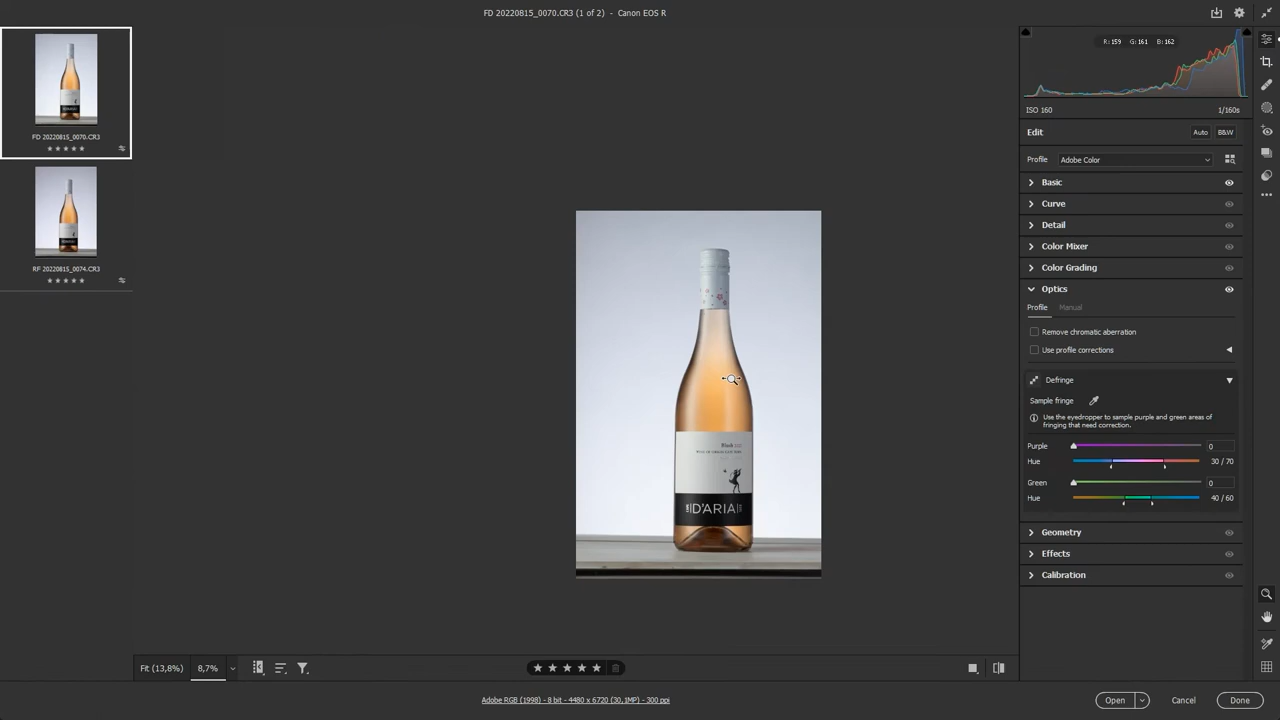 FD 20220815_0070.CR3 (1 of 2) - Canon EOS R
FD 20220815_0070.CR3
RF 20220815_0074.CR3
R: 159 G: 161 B: 162
ISO 160
1/160s
Edit
Auto
B&W
Profile
Adobe Color
Basic
Curve
Detail
Color Mixer
Color Grading
Optics
Profile
Manual
Remove chromatic aberration
Use profile corrections
Defringe
Sample fringe
Use the eyedropper to sample purple and green areas of
fringing that need correction.
Purple
0
Hue
30 / 70
Green
0
Hue
40 / 60
Geometry
Effects
Calibration
Blush
D'ARIA
Fit (13,8%)
8,7%
Adobe RGB (1998) - 8 bit - 4480 x 6720 (30,1MP) - 300 ppi
Open
Cancel
Done